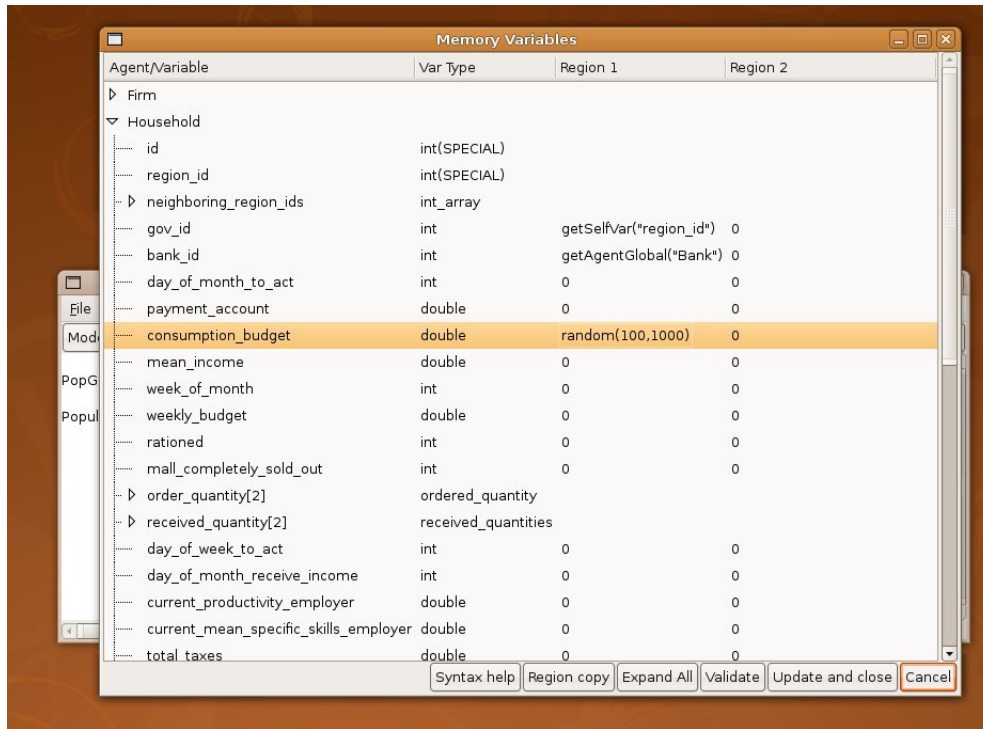 Memory Variables
Agent/Variable Var Type Region 1 Region 2
Firm
Household
id int(SPECIAL)
region_id int(SPECIAL)
neighboring_region_ids int_array
gov_id int getSelfVar("region_id") 0
bank_id int getAgentGlobal("Bank") 0
day_of_month_to_act int 0 0
File
payment_account double 0 0
Mod
consumption_budget double random(100,1000) 0
mean_income double 0 0
PopG
week_of_month int 0 0
Popul
weekly_budget double 0 0
rationed int 0 0
mall_completely_sold_out int 0 0
order_quantity[2] ordered_quantity
received_quantity[2] received_quantities
day_of_week_to_act int 0 0
day_of_month_receive_income int 0 0
current_productivity_employer double 0 0
current_mean_specific_skills_employer double 0 0
total_taxes double 0 0
Syntax help Region copy Expand All Validate Update and close Cancel